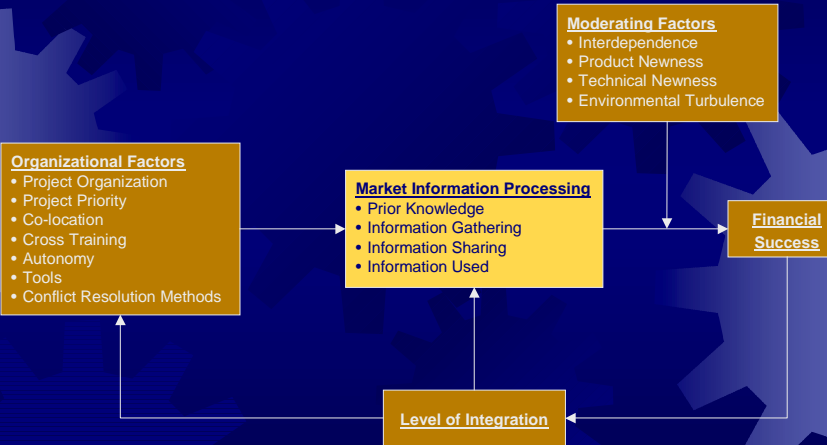 Moderating Factors
• Interdependence
• Product Newness
• Technical Newness
• Environmental Turbulence
Organizational Factors
• Project Organization
• Project Priority
• Co-location
• Cross Training
• Autonomy
• Tools
• Conflict Resolution Methods
Market Information Processing
• Prior Knowledge
• Information Gathering
• Information Sharing
• Information Used
Financial
Success
Level of Integration